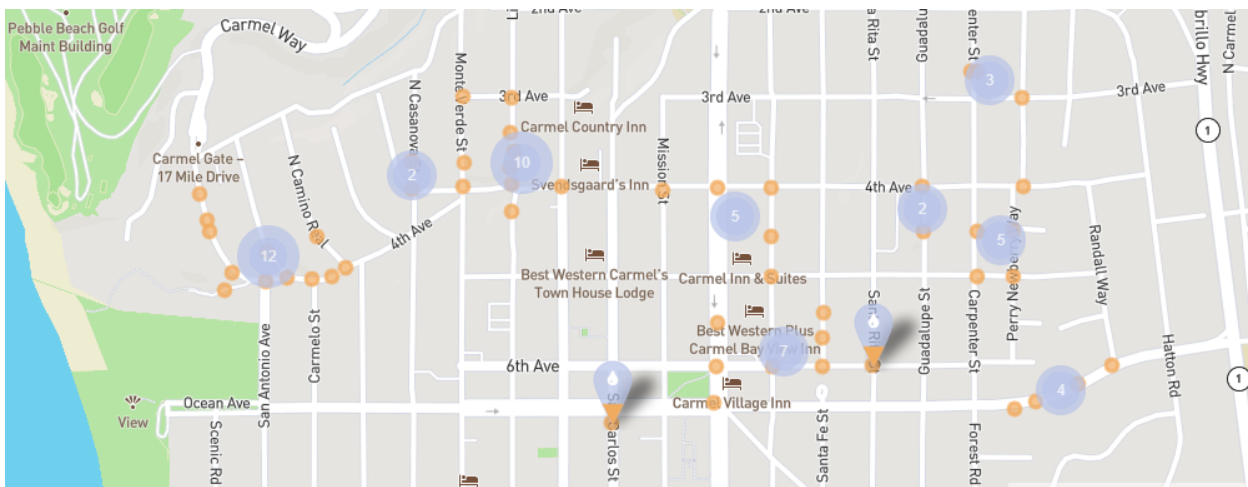 Pebble Beach Golf
Maint Building
Carmel Way
2nd Ave
2nd Ave
Guadalupe
Carmel Gate –
17 Mile Drive
N Camino Real
N Casanova
Monte Verde St
3rd Ave
Carmel Country Inn
Svendsgaard's Inn
Mission St
3rd Ave
3rd Ave
4th Ave
4th Ave
2
10
12
5
2
3
5
7
4
6
6
Best Western Carmel's
Town House Lodge
Carmel Inn & Suites
Best Western Plus
Carmel Bay View Inn
Carmel Village Inn
6th Ave
Ocean Ave
View
Scenic Rd
San Antonio Ave
Carmelo St
Santa Fe St
Guadalupe St
Carpenter St
Forest Rd
Perry Newberry Way
Randall Way
Hatton Rd
N Carmel
1
1